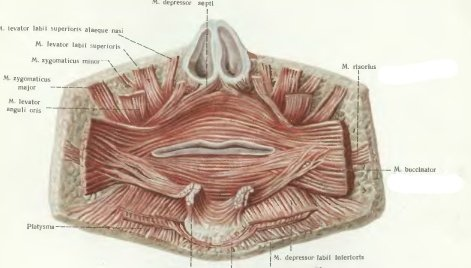 M. depressor septi
M. levator labii superioris alaeque nasi
M. levator labii superioris
M. zygomaticus minor
M. zygomaticus
major
M. levator
anguli oris
M. risorius
M. buccinator
Platysma
M. depressor labii inferioris